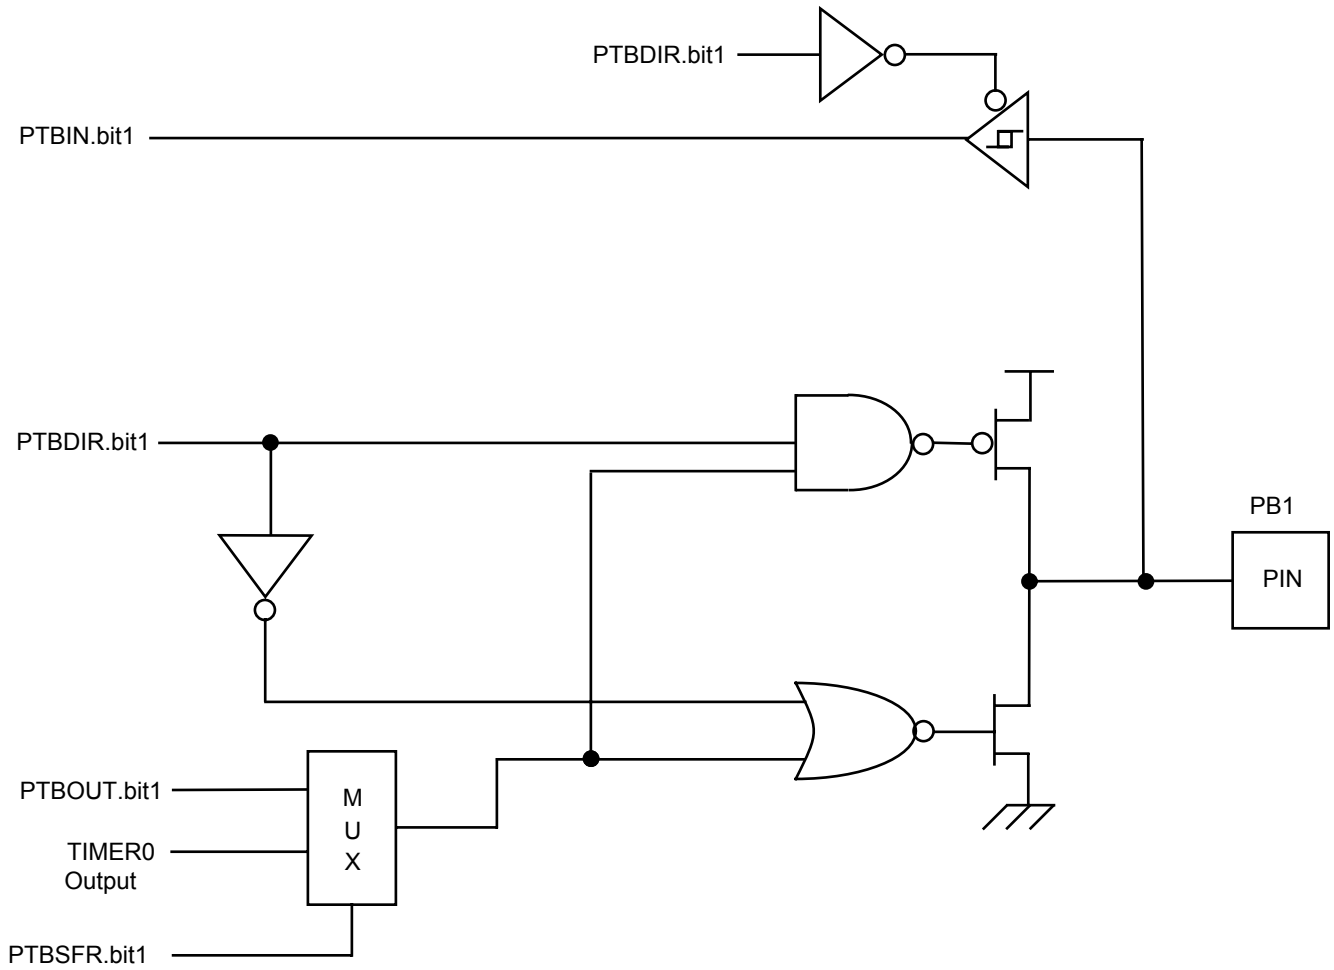 PTBDIR.bit1
PTBIN.bit1
PTBDIR.bit1
PB1
PIN
PTBOUT.bit1
M
U
X
TIMER0
Output
PTBSFR.bit1